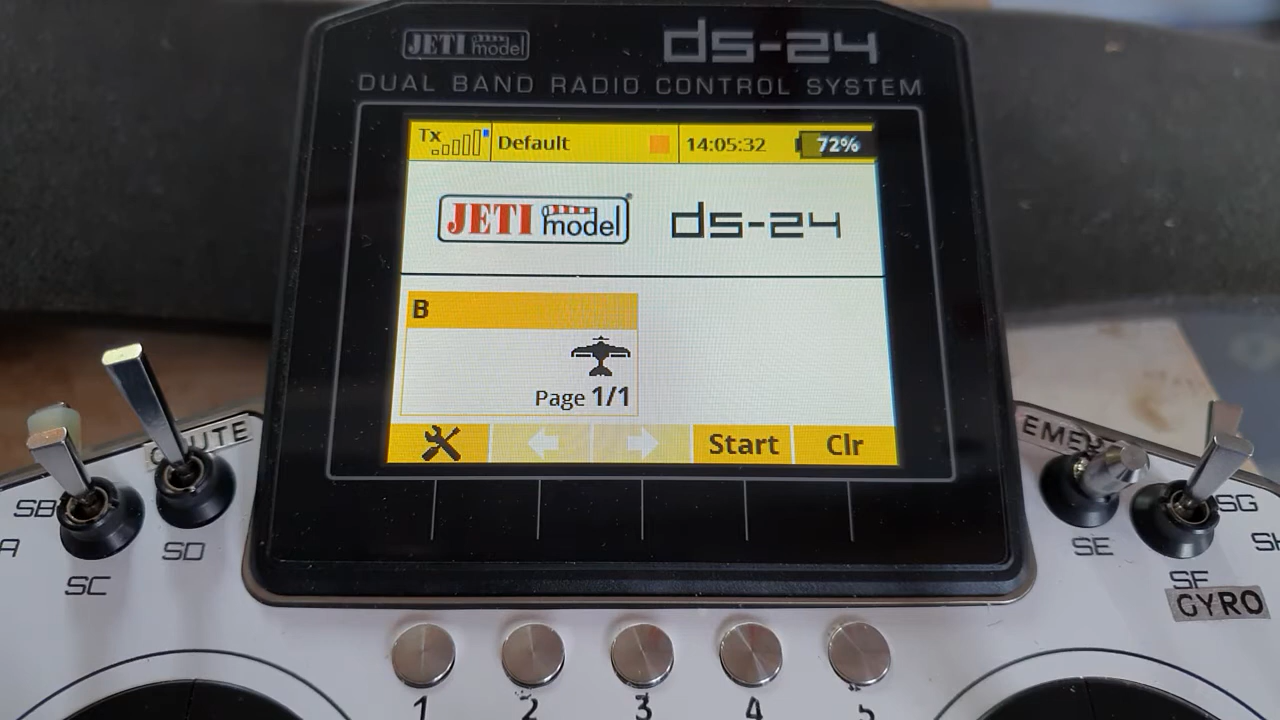 JETI model ds-24
DUAL BAND RADIO CONTROL SYSTEM
Tx Default 14:05:32 72%
JETI model ds-24
B
Page 1/1
Start Clr
SB
SD
SC
SE
SG
SF
GYRO
1 2 3 4 5